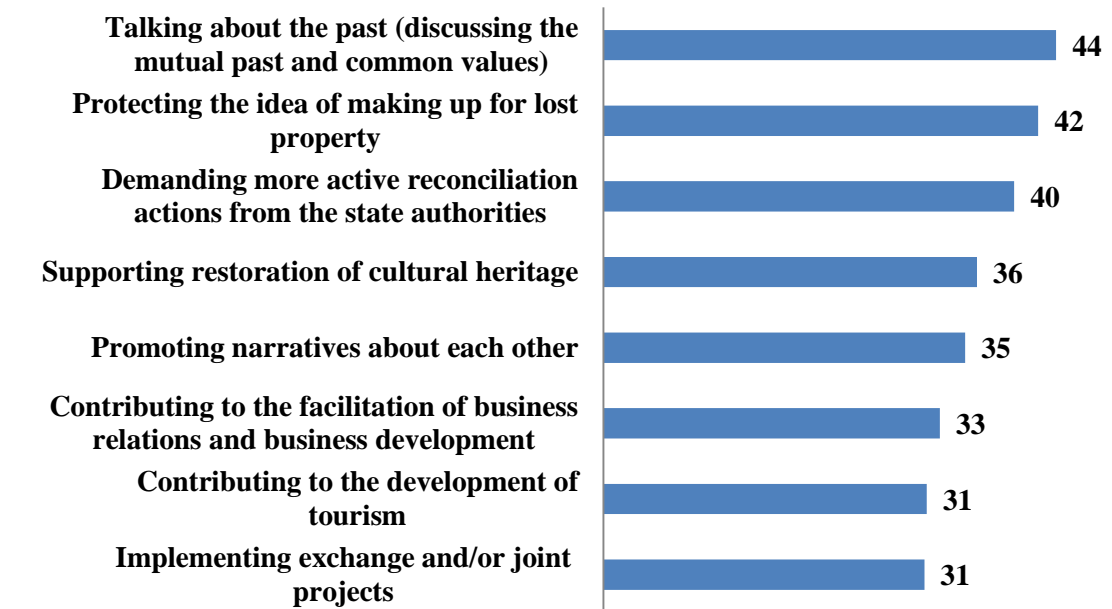 Talking about the past (discussing the
mutual past and common values)
44
Protecting the idea of making up for lost
property
42
Demanding more active reconciliation
actions from the state authorities
40
Supporting restoration of cultural heritage
36
Promoting narratives about each other
35
Contributing to the facilitation of business
relations and business development
33
Contributing to the development of
tourism
31
Implementing exchange and/or joint
projects
31